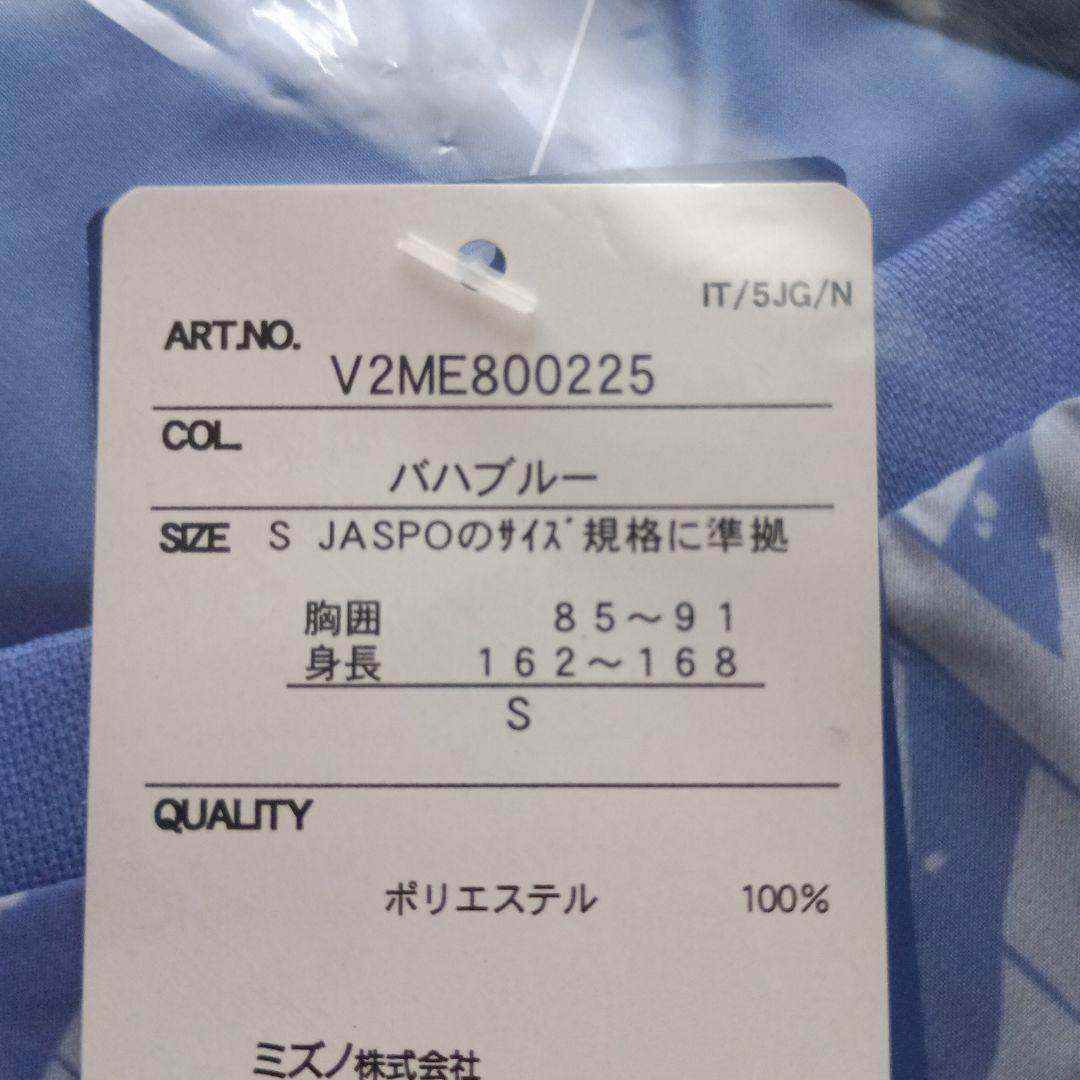 IT/5JG/N
ART.NO.
V2ME800225
COL.
バハブルー
SIZE S JASPOのｻｲｽﾞ規格に準拠
胸囲 85～91
身長 162～168
S
QUALITY
ポリエステル 100%
ミズノ株式会社